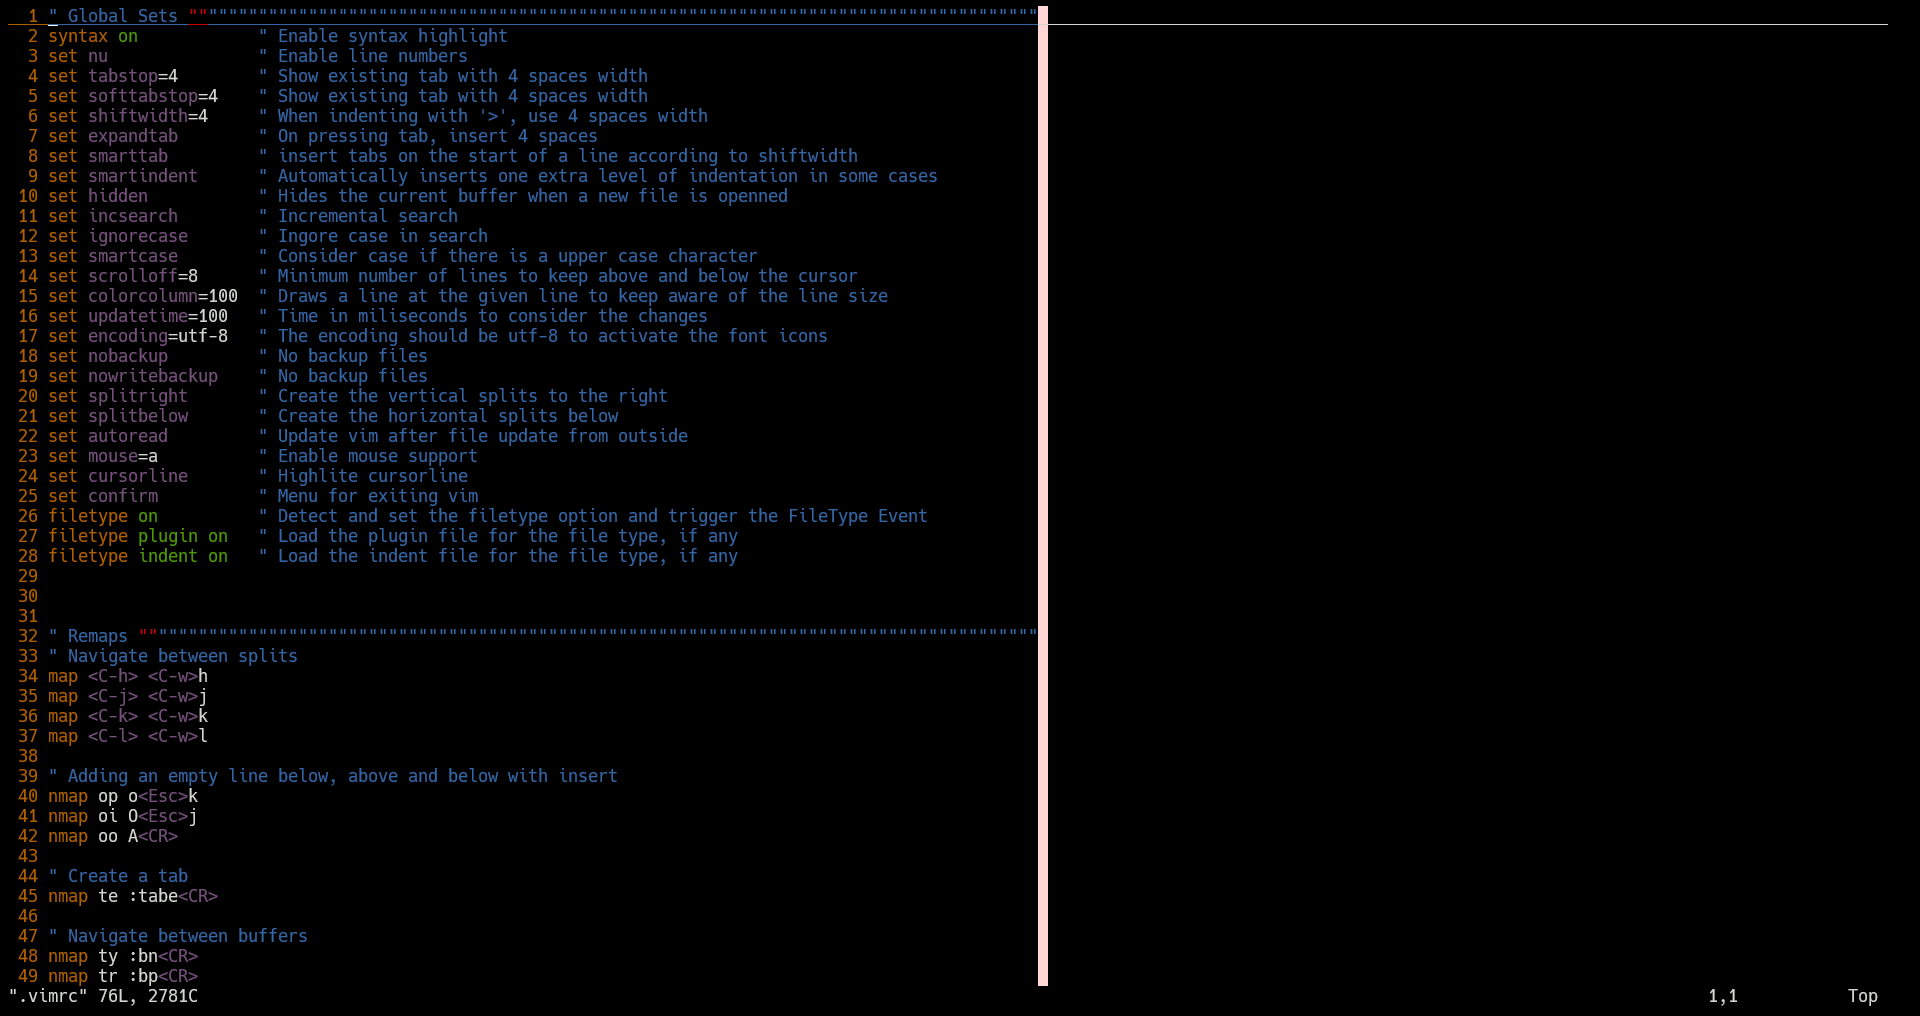 1 " Global Sets """""""""""""""""""""""""""""""""""""""""""""""""""""""""""""""""""""""""""""""""""""
2 syntax on            " Enable syntax highlight
3 set nu               " Enable line numbers
4 set tabstop=4        " Show existing tab with 4 spaces width
5 set softtabstop=4    " Show existing tab with 4 spaces width
6 set shiftwidth=4     " When indenting with '>', use 4 spaces width
7 set expandtab        " On pressing tab, insert 4 spaces
8 set smarttab         " insert tabs on the start of a line according to shiftwidth
9 set smartindent      " Automatically inserts one extra level of indentation in some cases
10 set hidden           " Hides the current buffer when a new file is openned
11 set incsearch        " Incremental search
12 set ignorecase       " Ingore case in search
13 set smartcase        " Consider case if there is a upper case character
14 set scrolloff=8      " Minimum number of lines to keep above and below the cursor
15 set colorcolumn=100  " Draws a line at the given line to keep aware of the line size
16 set updatetime=100   " Time in miliseconds to consider the changes
17 set encoding=utf-8   " The encoding should be utf-8 to activate the font icons
18 set nobackup         " No backup files
19 set nowritebackup    " No backup files
20 set splitright       " Create the vertical splits to the right
21 set splitbelow       " Create the horizontal splits below
22 set autoread         " Update vim after file update from outside
23 set mouse=a          " Enable mouse support
24 set cursorline       " Highlite cursorline
25 set confirm          " Menu for exiting vim
26 filetype on          " Detect and set the filetype option and trigger the FileType Event
27 filetype plugin on   " Load the plugin file for the file type, if any
28 filetype indent on   " Load the indent file for the file type, if any
29
30
31
32 " Remaps """"""""""""""""""""""""""""""""""""""""""""""""""""""""""""""""""""""""""""""""""""""""""
33 " Navigate between splits
34 map <C-h> <C-w>h
35 map <C-j> <C-w>j
36 map <C-k> <C-w>k
37 map <C-l> <C-w>l
38
39 " Adding an empty line below, above and below with insert
40 nmap op o<Esc>k
41 nmap oi O<Esc>j
42 nmap oo A<CR>
43
44 " Create a tab
45 nmap te :tabe<CR>
46
47 " Navigate between buffers
48 nmap ty :bn<CR>
49 nmap tr :bp<CR>
".vimrc" 76L, 2781C 1,1 Top